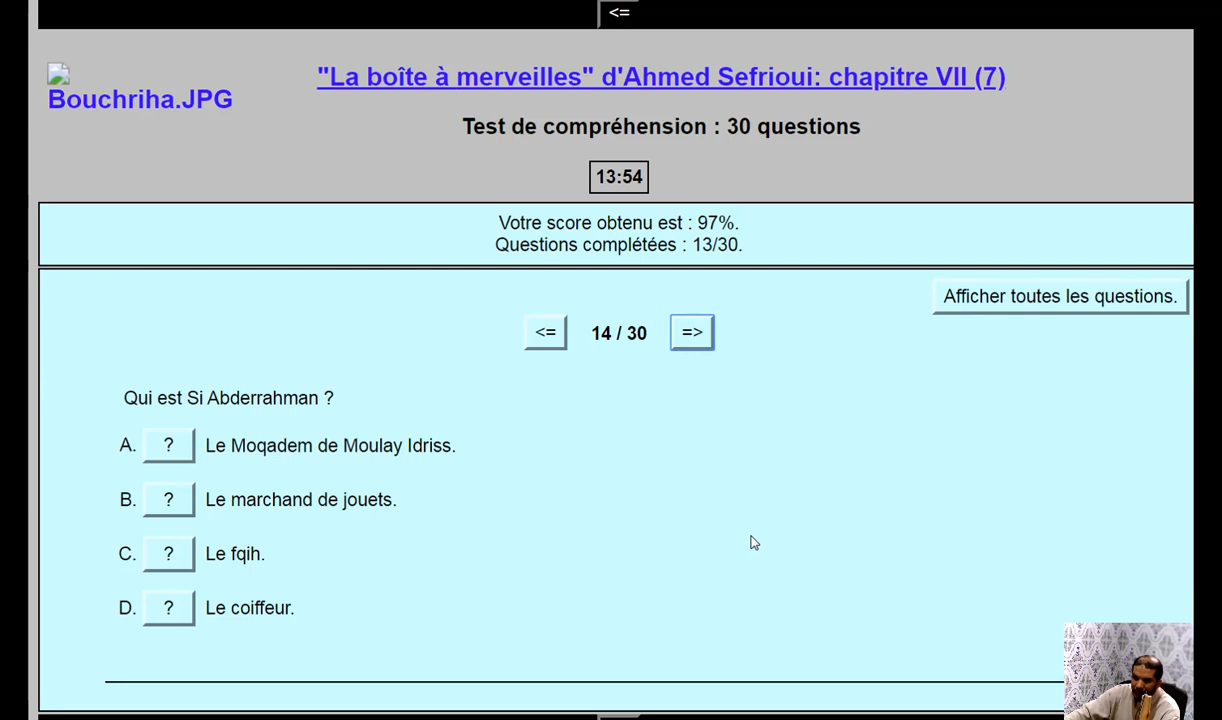 <=
Bouchriha.JPG
"La boîte à merveilles" d'Ahmed Sefrioui: chapitre VII (7)
Test de compréhension : 30 questions
13:54
Votre score obtenu est : 97%.
Questions complétées : 13/30.
Afficher toutes les questions.
<= 14 / 30 =>
Qui est Si Abderrahman ?
A. ? Le Moqadem de Moulay Idriss.
B. ? Le marchand de jouets.
C. ? Le fqih.
D. ? Le coiffeur.